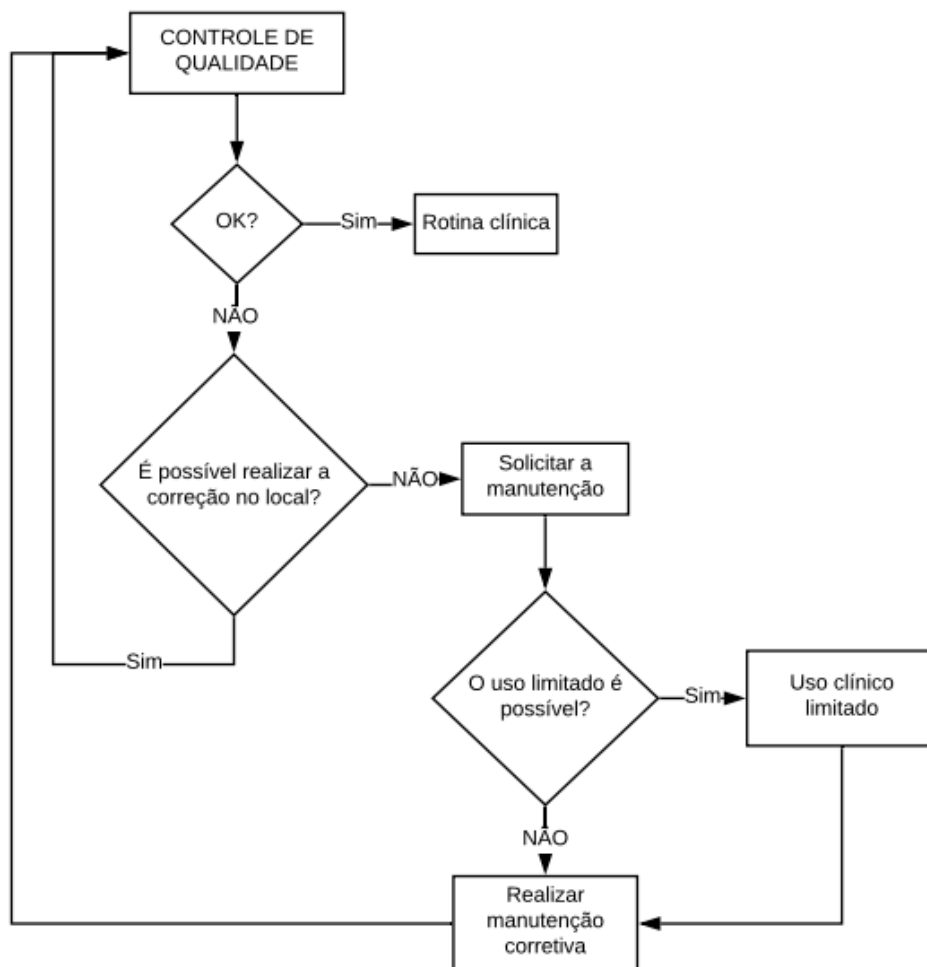 CONTROLE DE
QUALIDADE
OK?
Sim
Rotina clínica
NÃO
É possível realizar a
correção no local?
NÃO
Solicitar a
manutenção
Sim
O uso limitado é
possível?
Sim
Uso clínico
limitado
NÃO
Realizar
manutenção
corretiva